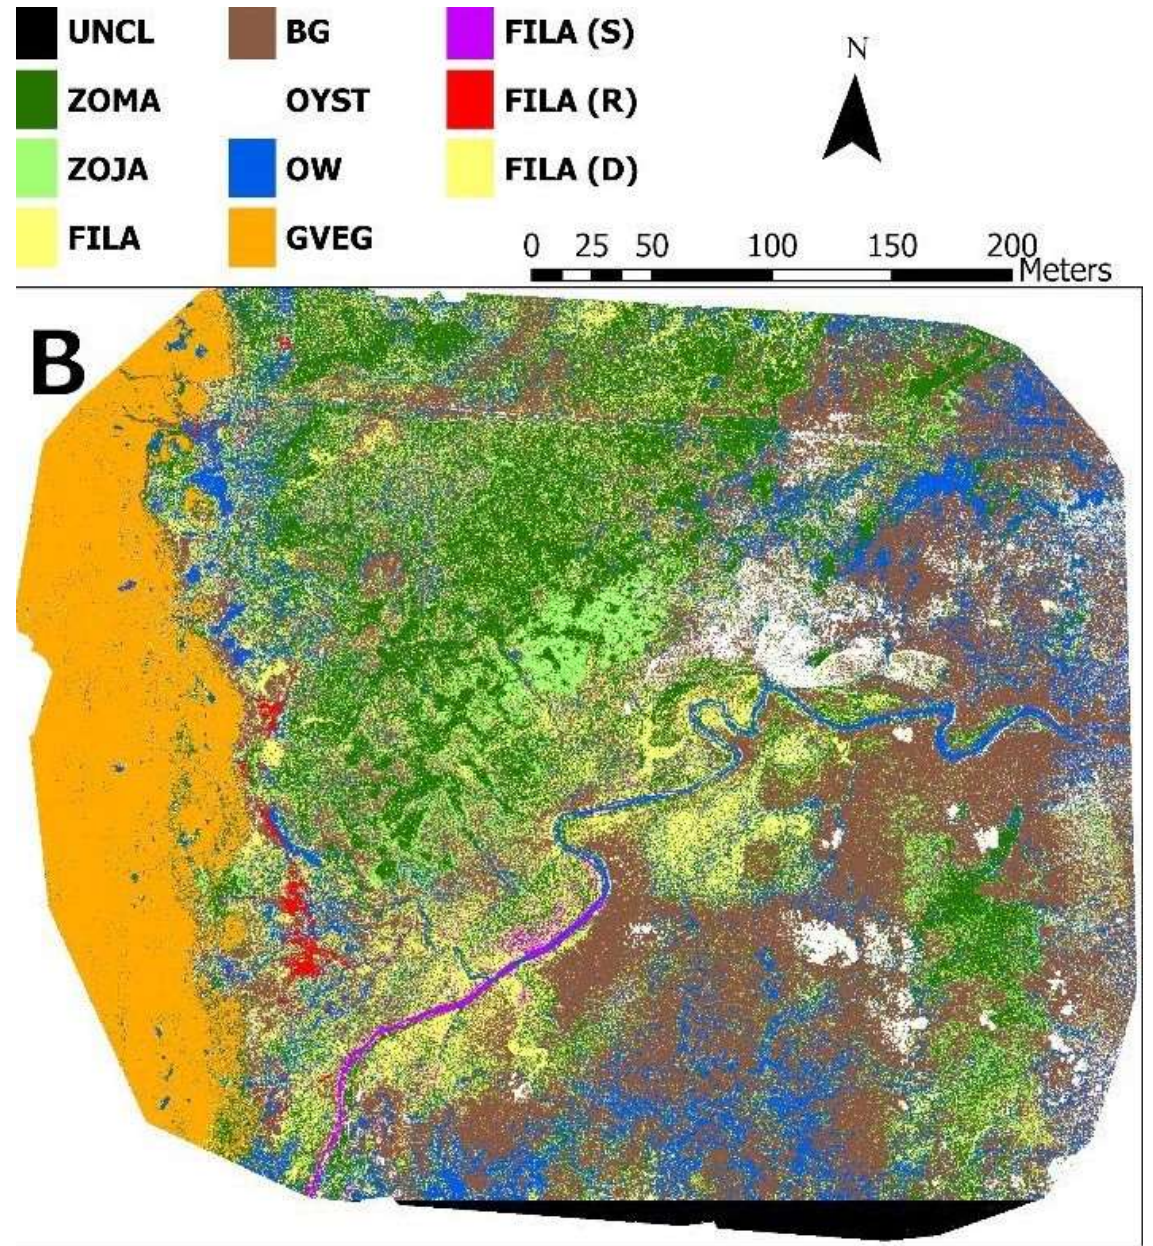 UNCL BG FILA (S)
ZOMA OYST FILA (R)
ZOJA OW FILA (D)
FILA GVEG
N
0 25 50 100 150 200
Meters
B